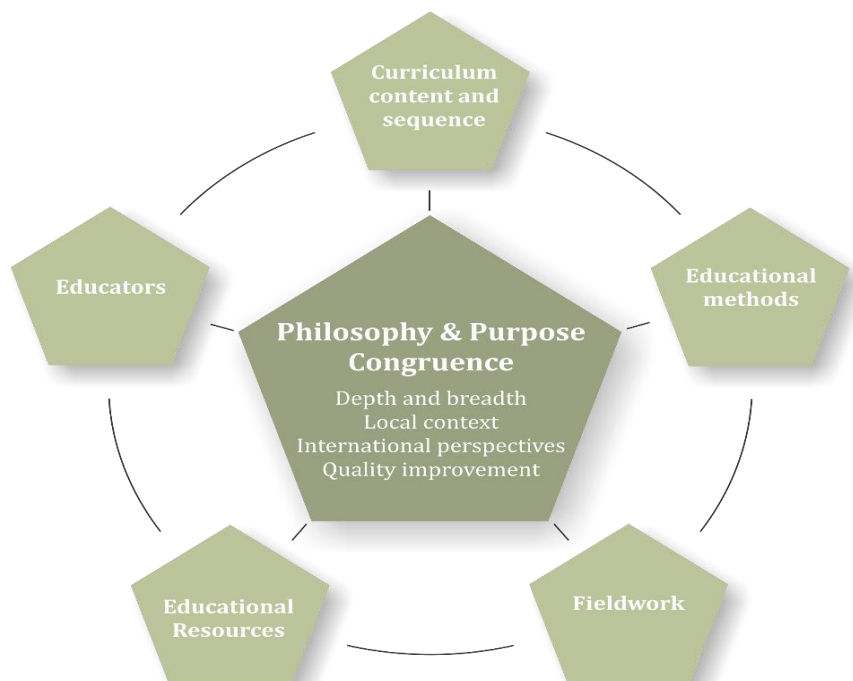 Curriculum
content and
sequence
Educators
Educational
methods
Philosophy & Purpose
Congruence
Depth and breadth
Local context
International perspectives
Quality improvement
Educational
Resources
Fieldwork